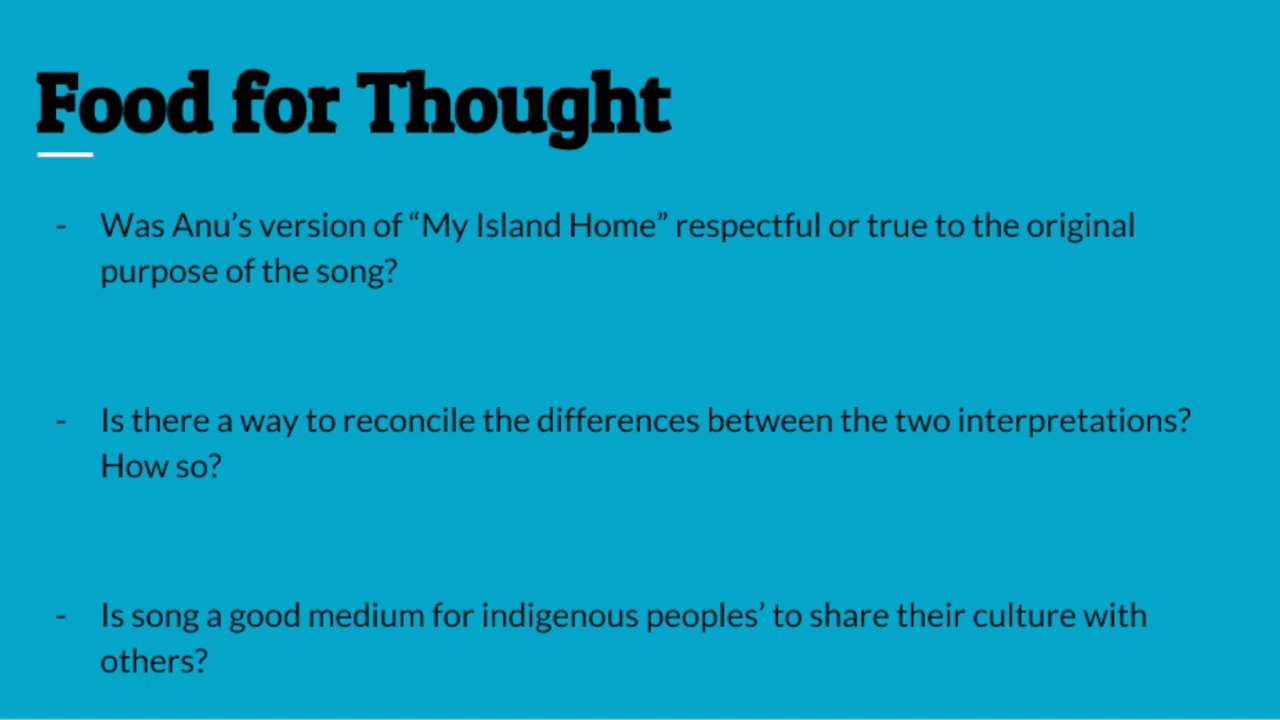 Food for Thought
- Was Anu’s version of “My Island Home” respectful or true to the original
purpose of the song?
- Is there a way to reconcile the differences between the two interpretations?
How so?
- Is song a good medium for indigenous peoples’ to share their culture with
others?